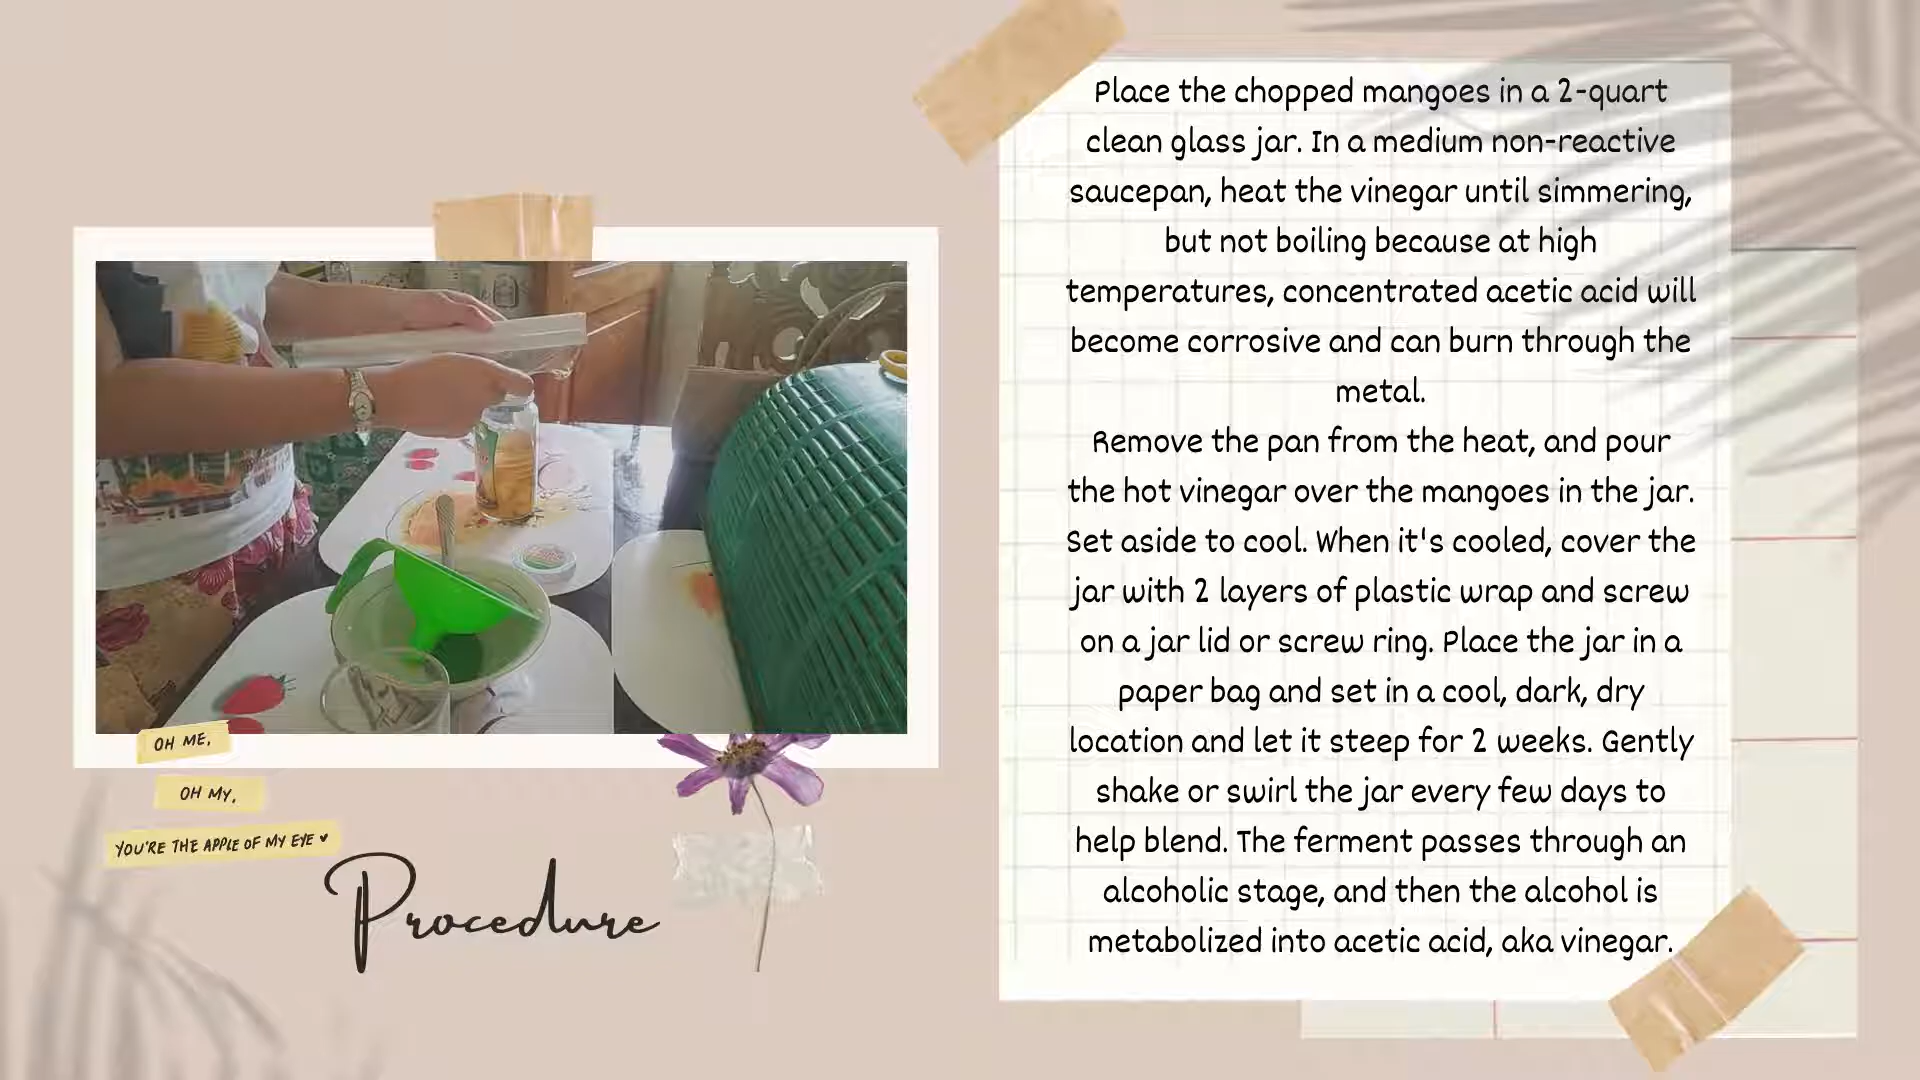 Place the chopped mangoes in a 2-quart
clean glass jar. In a medium non-reactive
saucepan, heat the vinegar until simmering,
but not boiling because at high
temperatures, concentrated acetic acid will
become corrosive and can burn through the
metal.
Remove the pan from the heat, and pour
the hot vinegar over the mangoes in the jar.
Set aside to cool. When it's cooled, cover the
jar with 2 layers of plastic wrap and screw
on a jar lid or screw ring. Place the jar in a
paper bag and set in a cool, dark, dry
location and let it steep for 2 weeks. Gently
shake or swirl the jar every few days to
help blend. The ferment passes through an
alcoholic stage, and then the alcohol is
metabolized into acetic acid, aka vinegar.
OH ME,
OH MY,
YOU'RE THE APPLE OF MY EYE ♥
Procedure